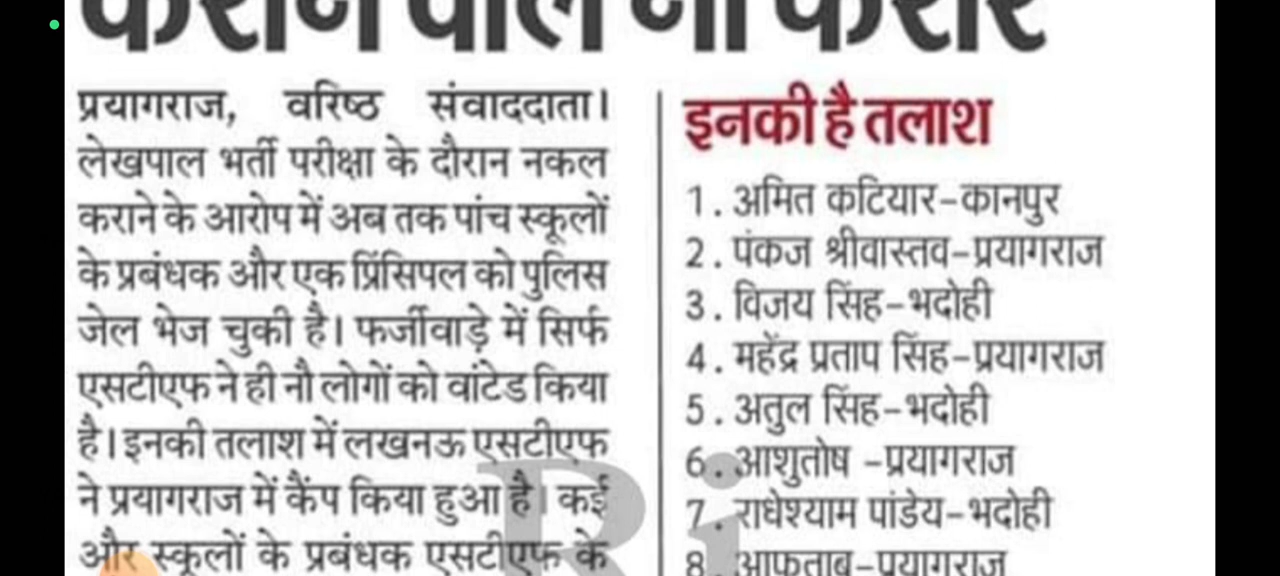 कराने वाले नौ फरार
प्रयागराज, वरिष्ठ संवाददाता।
लेखपाल भर्ती परीक्षा के दौरान नकल
कराने के आरोप में अब तक पांच स्कूलों
के प्रबंधक और एक प्रिंसिपल को पुलिस
जेल भेज चुकी है। फर्जीवाड़े में सिर्फ
एसटीएफ ने ही नौ लोगों को वांटेड किया
है। इनकी तलाश में लखनऊ एसटीएफ
ने प्रयागराज में कैंप किया हुआ है। कई
और स्कूलों के प्रबंधक एसटीएफ के
इनकी है तलाश
1. अमित कटियार-कानपुर
2. पंकज श्रीवास्तव-प्रयागराज
3. विजय सिंह-भदोही
4. महेंद्र प्रताप सिंह-प्रयागराज
5. अतुल सिंह-भदोही
6. आशुतोष -प्रयागराज
7. राधेश्याम पांडेय-भदोही
8. आफताब-प्रयागराज
Ri